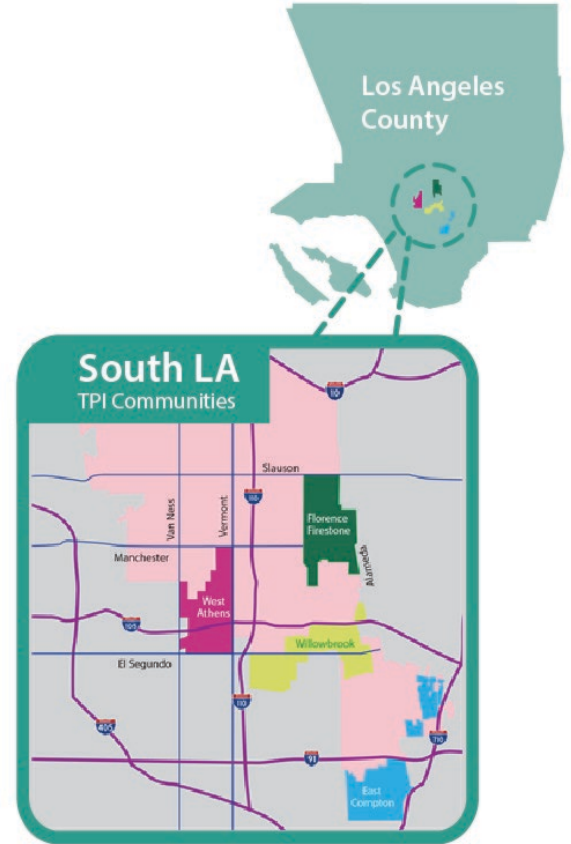 Los Angeles
County
South LA
TPI Communities
10
Slauson
110
Van Ness
Vermont
Florence
Firestone
Manchester
Alameda
West
Athens
105
Willowbrook
El Segundo
110
405
710
91
East
Compton